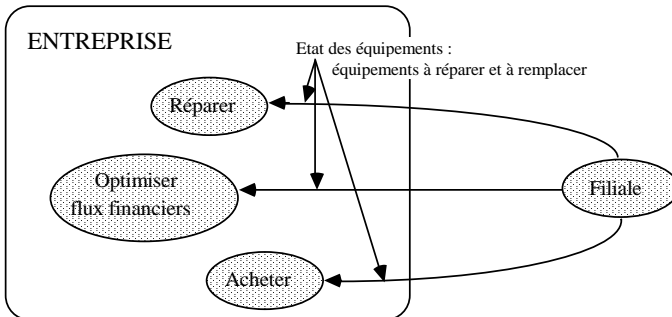 ENTREPRISE
Etat des équipements :
équipements à réparer et à remplacer
Réparer
Optimiser
flux financiers
Filiale
Acheter